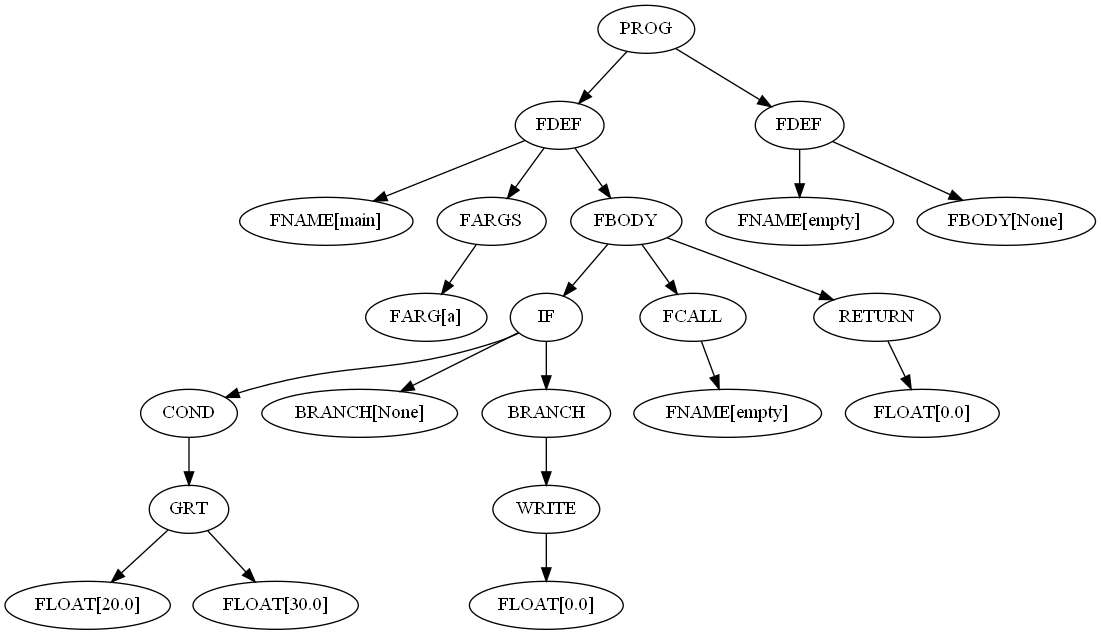 PROG
FDEF
FDEF
FNAME[main]
FARGS
FBODY
FNAME[empty]
FBODY[None]
FARG[a]
IF
FCALL
RETURN
COND
BRANCH[None]
BRANCH
FNAME[empty]
FLOAT[0.0]
GRT
WRITE
FLOAT[20.0]
FLOAT[30.0]
FLOAT[0.0]